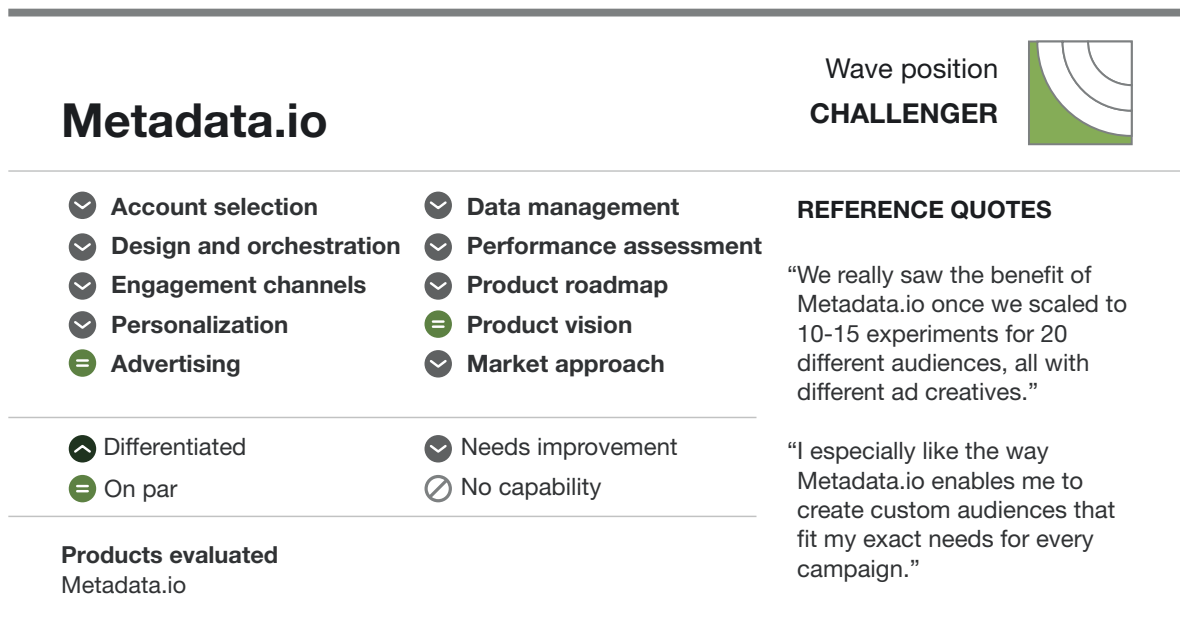 Metadata.io
Wave position
CHALLENGER
Account selection
Design and orchestration
Engagement channels
Personalization
Advertising
Data management
Performance assessment
Product roadmap
Product vision
Market approach
Differentiated
On par
Needs improvement
No capability
Products evaluated
Metadata.io
REFERENCE QUOTES
“We really saw the benefit of
Metadata.io once we scaled to
10-15 experiments for 20
different audiences, all with
different ad creatives.”
“I especially like the way
Metadata.io enables me to
create custom audiences that
fit my exact needs for every
campaign.”